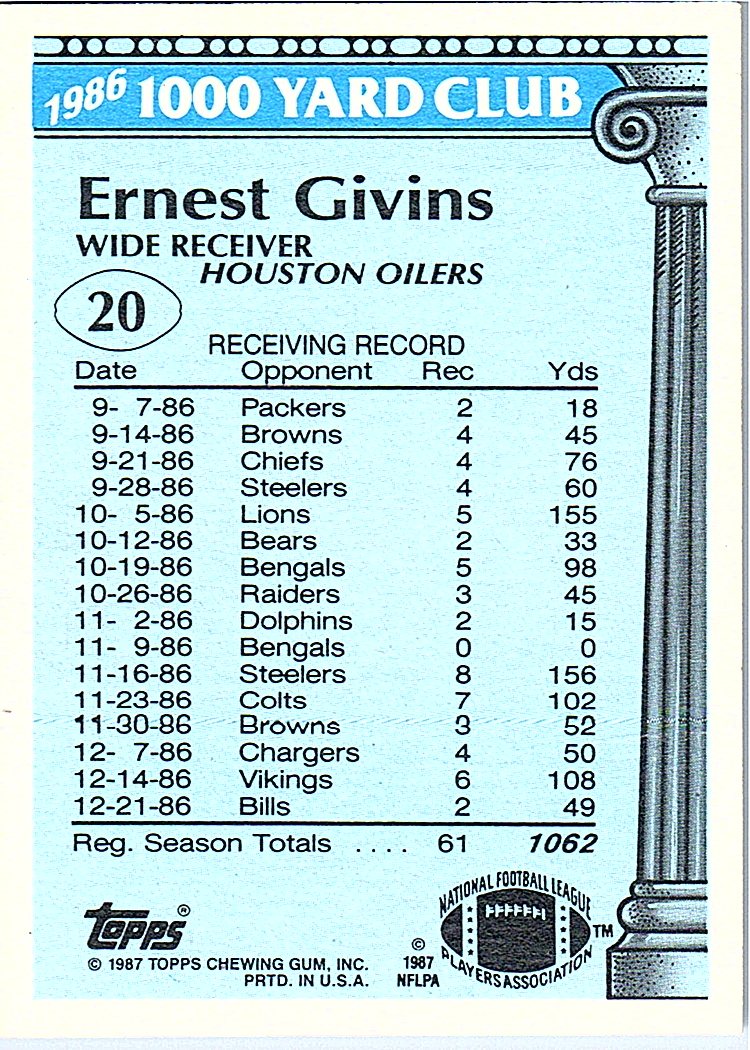 1986 1000 YARD CLUB
Ernest Givins
WIDE RECEIVER
HOUSTON OILERS
20
RECEIVING RECORD
Date Opponent Rec Yds
9- 7-86 Packers 2 18
9-14-86 Browns 4 45
9-21-86 Chiefs 4 76
9-28-86 Steelers 4 60
10- 5-86 Lions 5 155
10-12-86 Bears 2 33
10-19-86 Bengals 5 98
10-26-86 Raiders 3 45
11- 2-86 Dolphins 2 15
11- 9-86 Bengals 0 0
11-16-86 Steelers 8 156
11-23-86 Colts 7 102
11-30-86 Browns 3 52
12- 7-86 Chargers 4 50
12-14-86 Vikings 6 108
12-21-86 Bills 2 49
Reg. Season Totals .... 61 1062
topps®
© 1987 TOPPS CHEWING GUM, INC.
PRTD. IN U.S.A.
© 1987 NFLPA
NATIONAL FOOTBALL LEAGUE
PLAYERS ASSOCIATION
TM